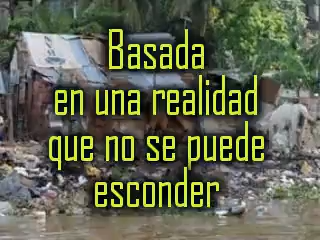 Basada
en una realidad
que no se puede
esconder